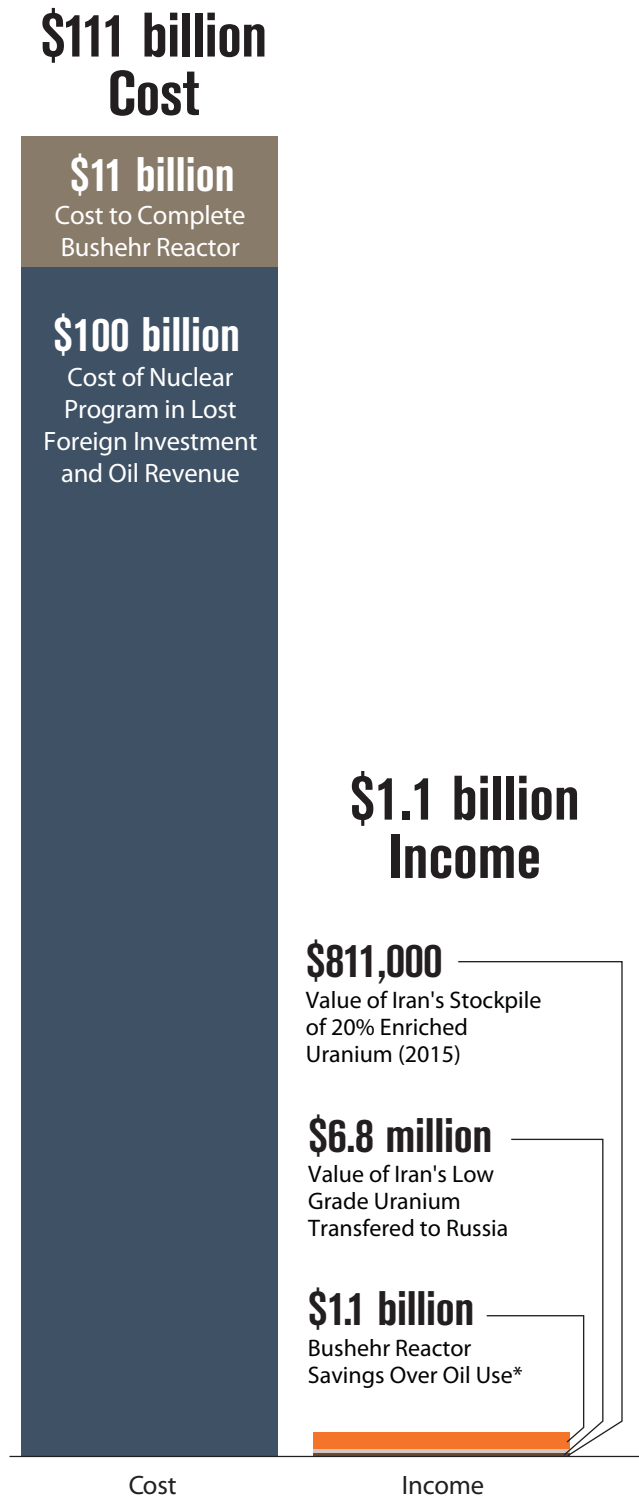 $111 billion
Cost
$11 billion
Cost to Complete
Bushehr Reactor
$100 billion
Cost of Nuclear
Program in Lost
Foreign Investment
and Oil Revenue
$1.1 billion
Income
$811,000
Value of Iran's Stockpile
of 20% Enriched
Uranium (2015)
$6.8 million
Value of Iran's Low
Grade Uranium
Transfered to Russia
$1.1 billion
Bushehr Reactor
Savings Over Oil Use*
Cost
Income